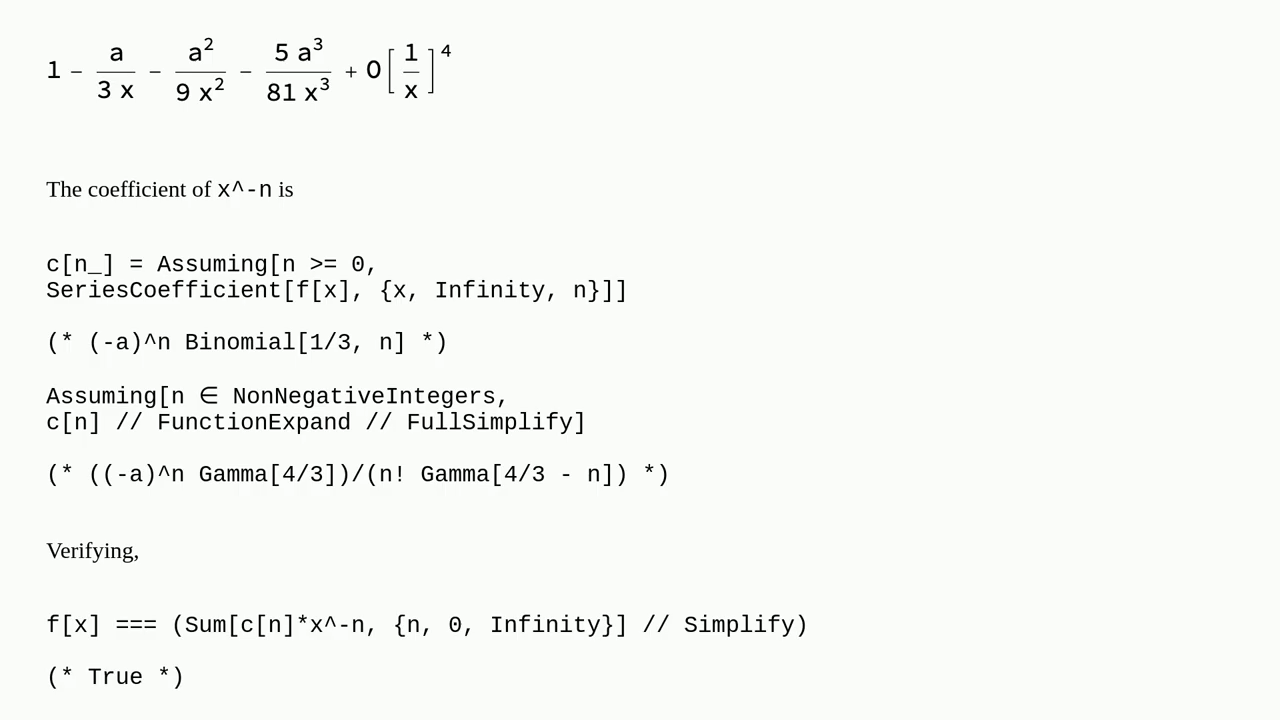 1 - a/(3 x) - a^2/(9 x^2) - 5 a^3/(81 x^3) + O[1/x]^4
The coefficient of x^-n is
c[n_] = Assuming[n >= 0,
SeriesCoefficient[f[x], {x, Infinity, n}]]
(* (-a)^n Binomial[1/3, n] *)
Assuming[n ∈ NonNegativeIntegers,
c[n] // FunctionExpand // FullSimplify]
(* ((-a)^n Gamma[4/3])/(n! Gamma[4/3 - n]) *)
Verifying,
f[x] === (Sum[c[n]*x^-n, {n, 0, Infinity}] // Simplify)
(* True *)